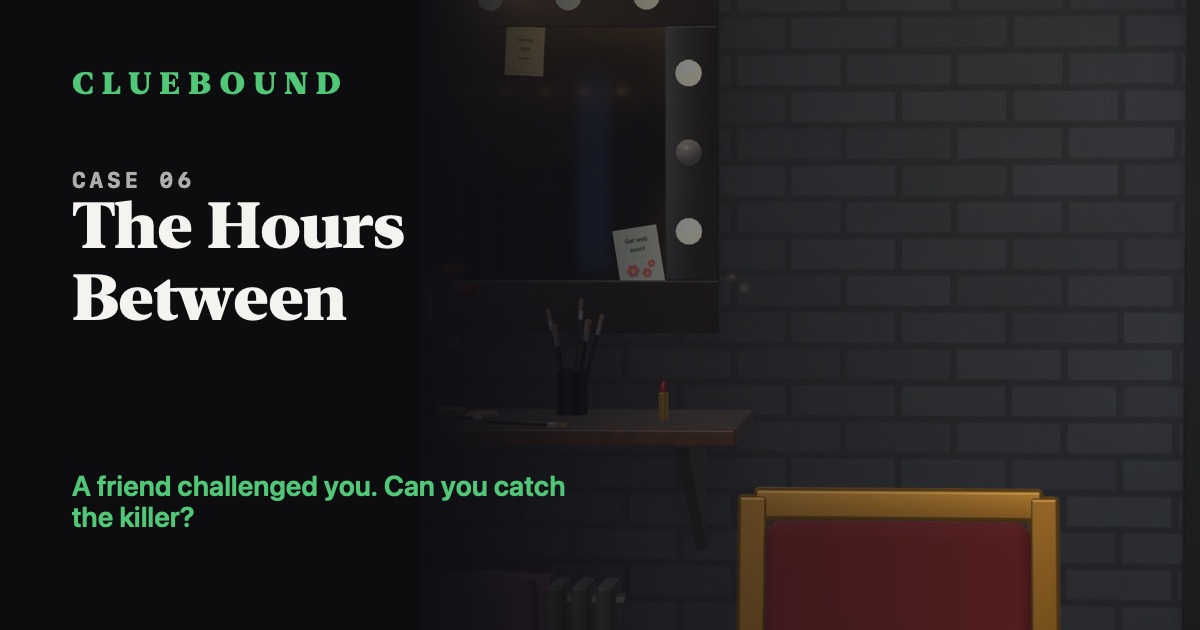 CLUEBOUND
CASE 06
The Hours
Between
A friend challenged you. Can you catch
the killer?
Get well
soon!